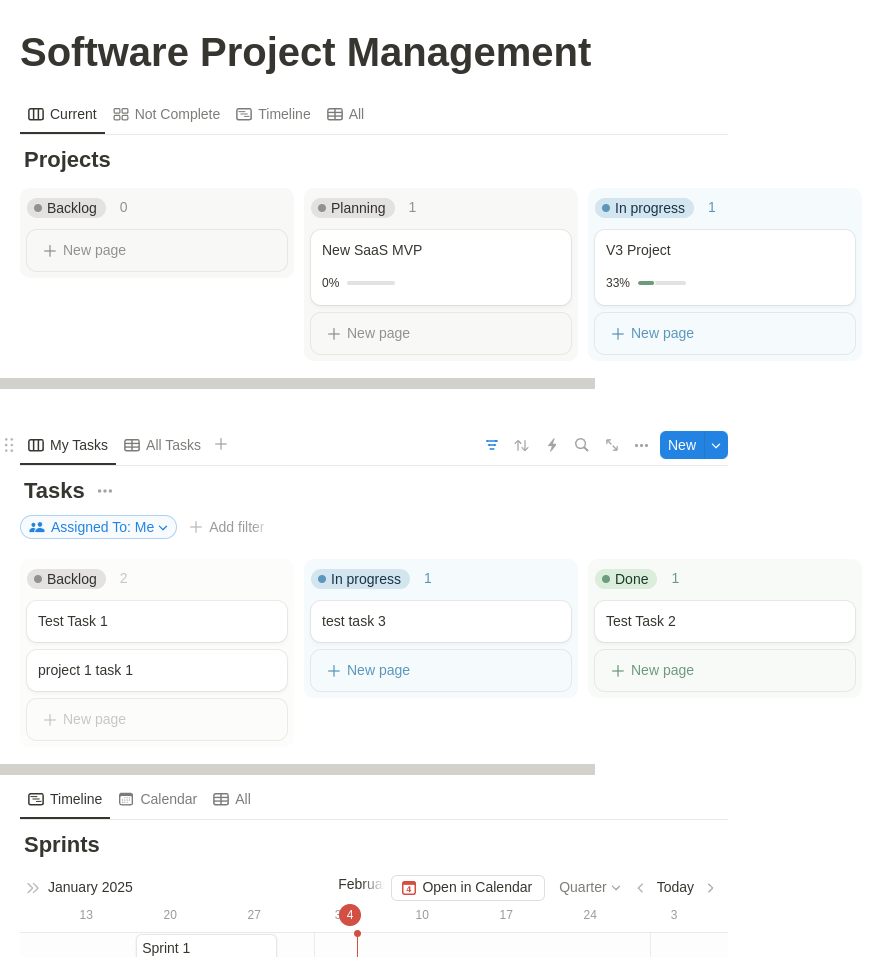 Software Project Management
Current Not Complete Timeline All
Projects
Backlog 0 Planning 1 In progress 1
New page New SaaS MVP V3 Project
0% 33%
New page New page
My Tasks All Tasks New
Tasks
Assigned To: Me Add filter
Backlog 2 In progress 1 Done 1
Test Task 1 test task 3 Test Task 2
project 1 task 1 New page New page
New page
Timeline Calendar All
Sprints
January 2025 Februa 4 Open in Calendar Quarter Today
13 20 27 3 4 10 17 24 3
Sprint 1